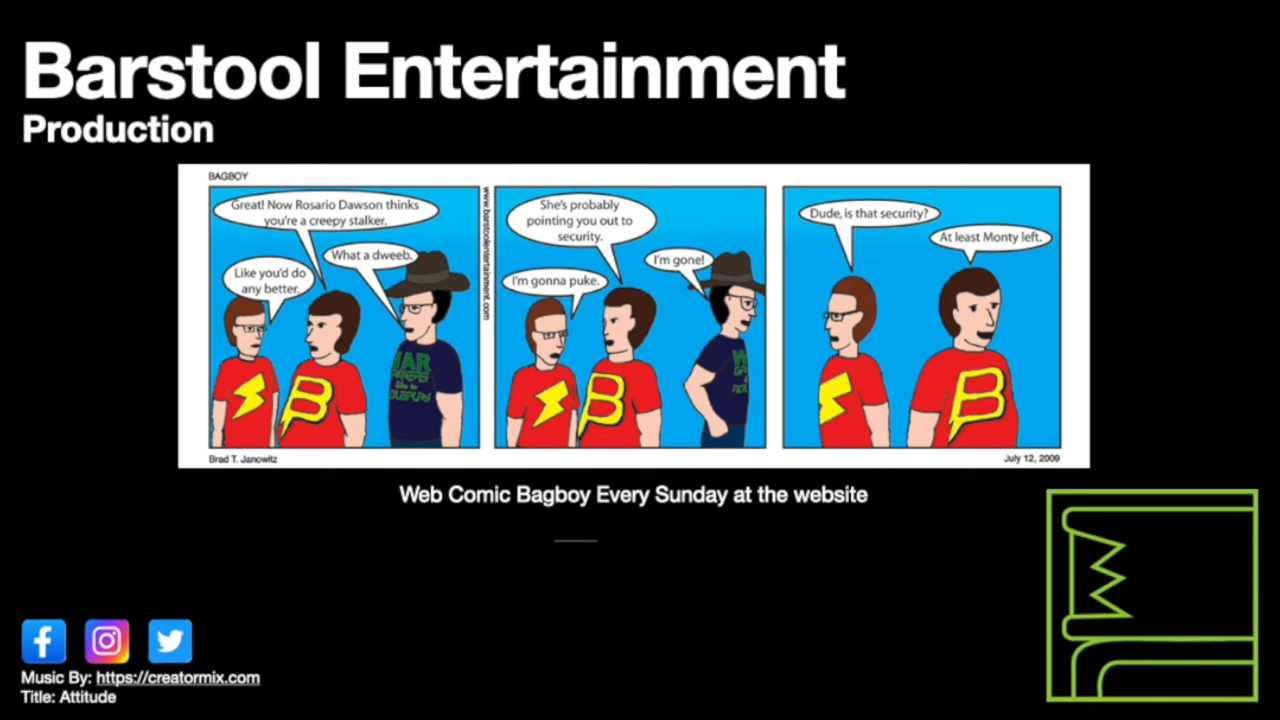 Barstool Entertainment
Production
BAGBOY
Great! Now Rosario Dawson thinks
you're a creepy stalker.
What a dweeb.
Like you'd do
any better.
www.barstoolentertainment.com
She's probably
pointing you out to
security.
I'm gonna puke.
I'm gone!
Dude, is that security?
At least Monty left.
Brad T. Janowitz
July 12, 2009
Web Comic Bagboy Every Sunday at the website
Music By: https://creatormix.com
Title: Attitude